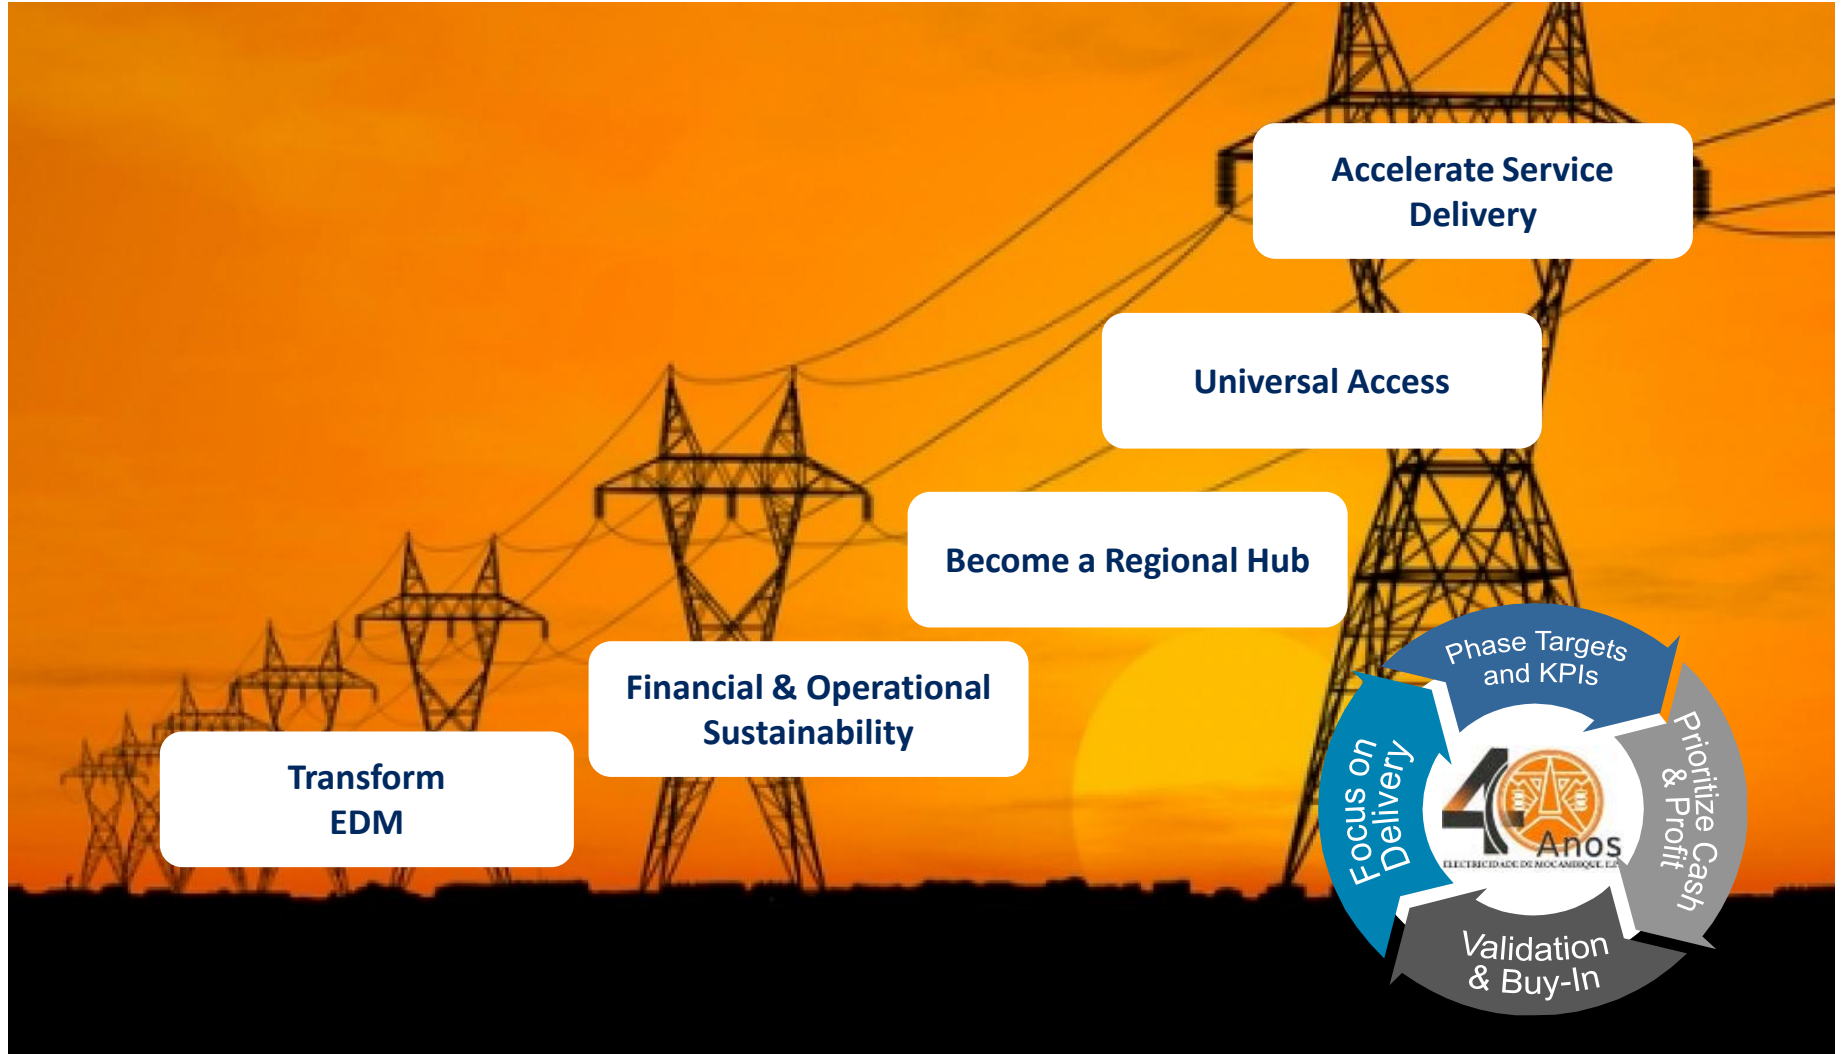 Accelerate Service
Delivery
Universal Access
Become a Regional Hub
Financial & Operational
Sustainability
Transform
EDM
Phase Targets
and KPIs
Prioritize Cash
& Profit
Validation
& Buy-In
Focus on
Delivery
40
Anos
ELECTRICIDADE DE MOÇAMBIQUE, E.P.